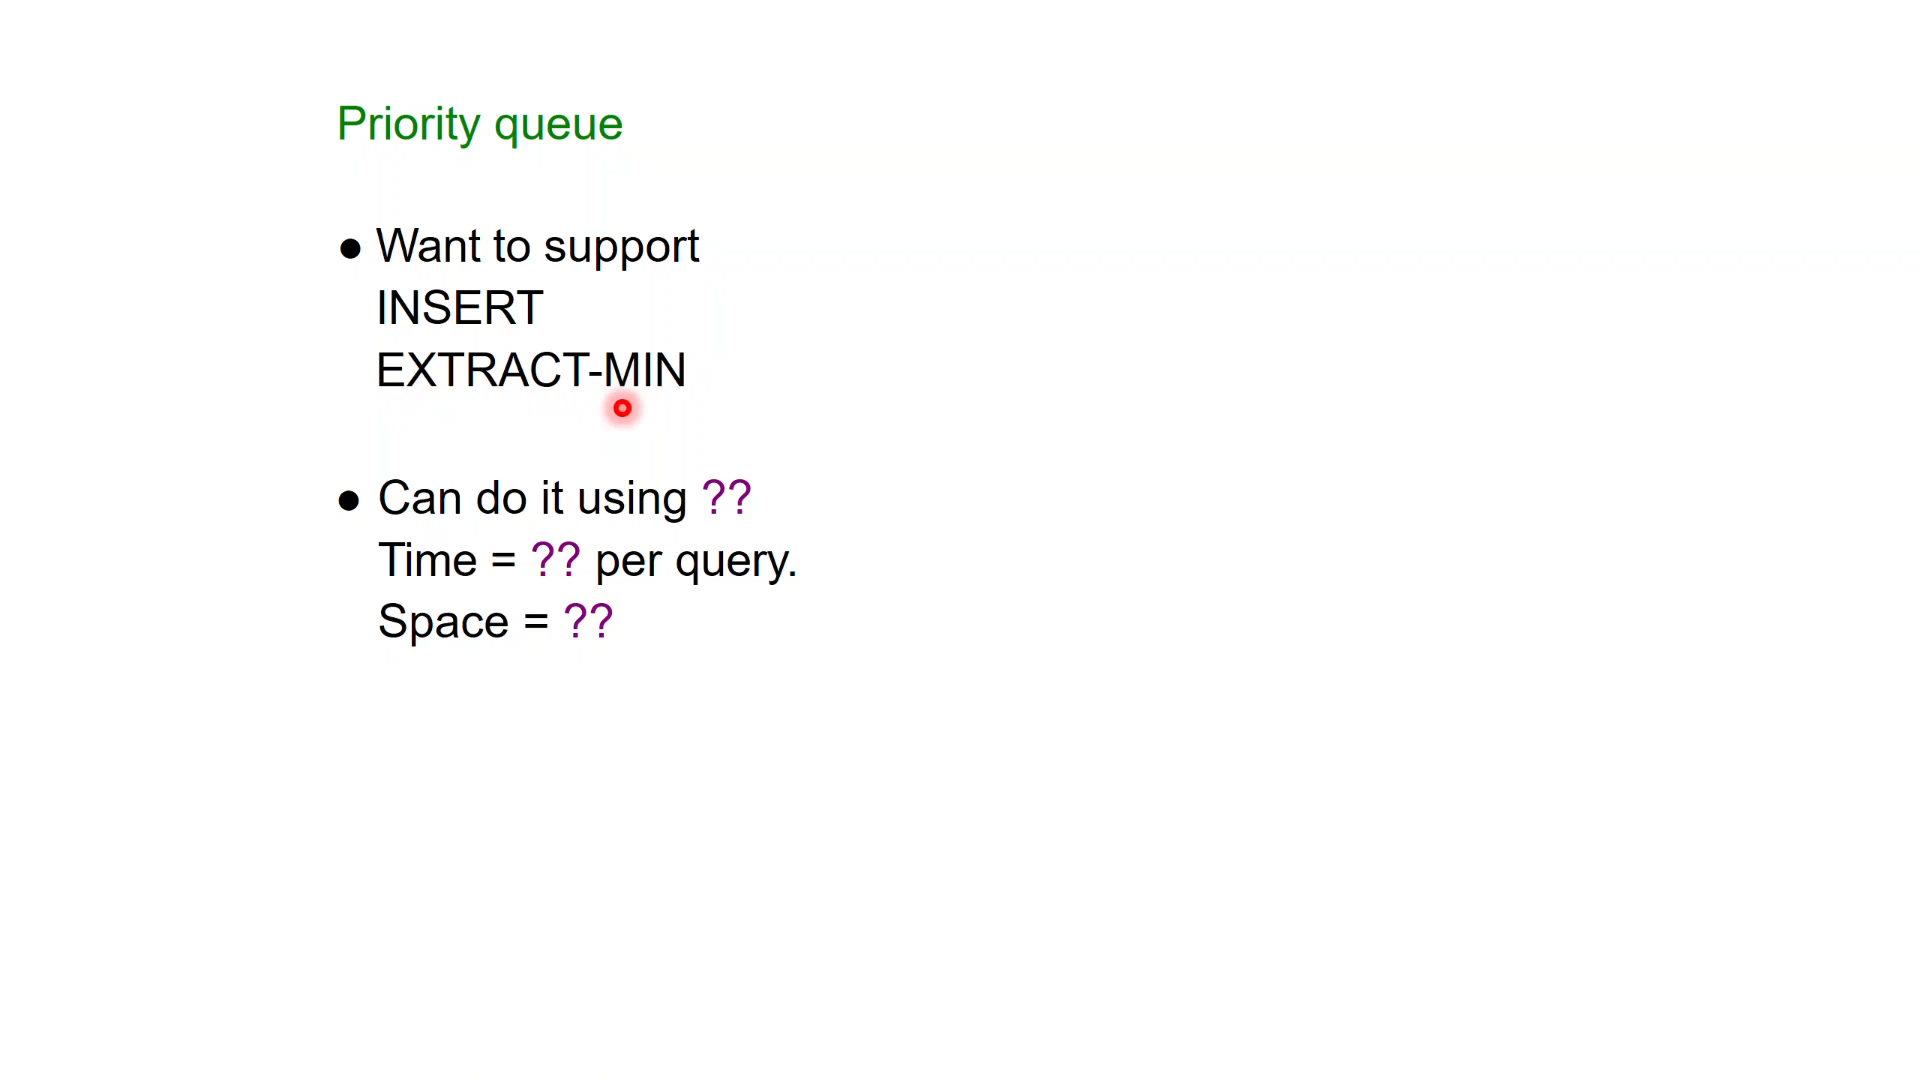 Priority queue
● Want to support
INSERT
EXTRACT-MIN
● Can do it using ??
Time = ?? per query.
Space = ??